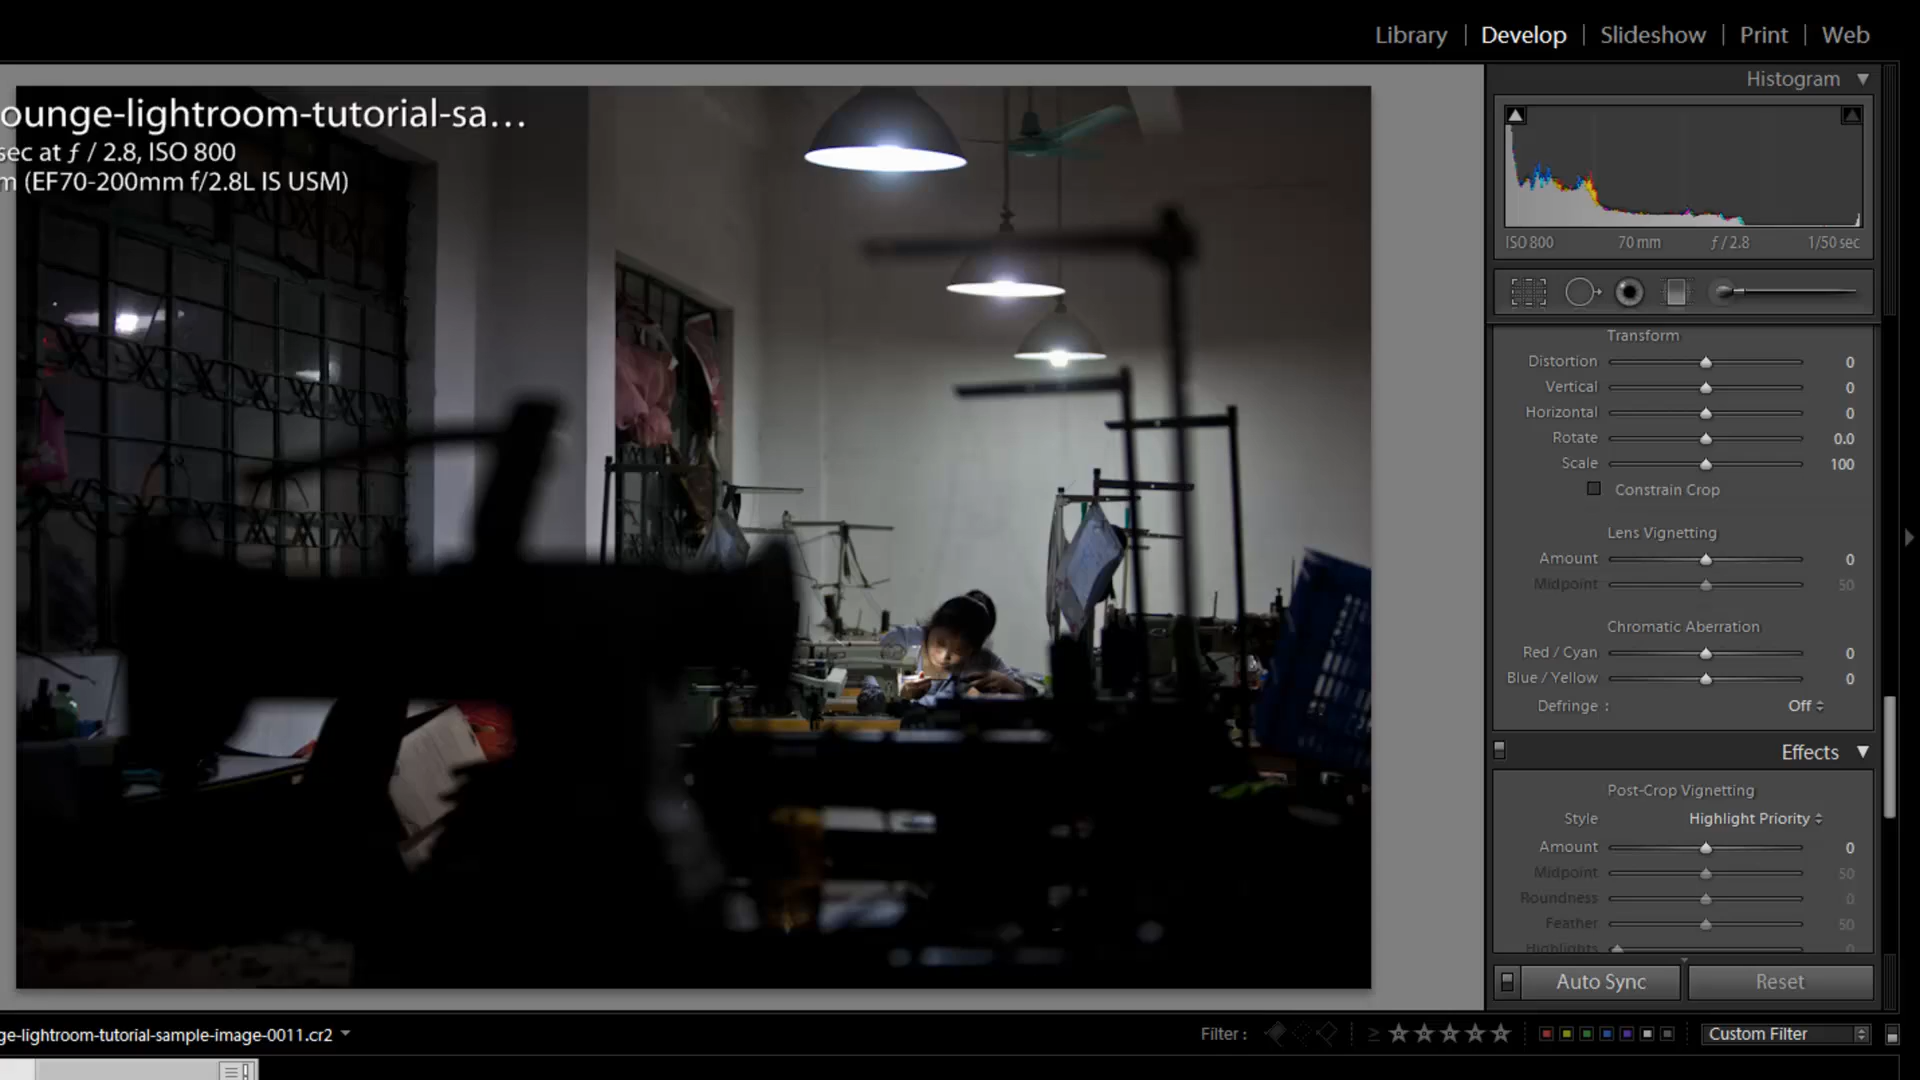 Library | Develop | Slideshow | Print | Web
Histogram
ounge-lightroom-tutorial-sa...
sec at ƒ / 2.8, ISO 800
m (EF70-200mm f/2.8L IS USM)
ISO 800 70 mm ƒ / 2.8 1/50 sec
Transform
Distortion 0
Vertical 0
Horizontal 0
Rotate 0.0
Scale 100
Constrain Crop
Lens Vignetting
Amount 0
Midpoint 50
Chromatic Aberration
Red / Cyan 0
Blue / Yellow 0
Defringe : Off
Effects
Post-Crop Vignetting
Style Highlight Priority
Amount 0
Midpoint 50
Roundness 0
Feather 50
Highlights 0
Auto Sync Reset
ge-lightroom-tutorial-sample-image-0011.cr2
Filter : ≥ Custom Filter